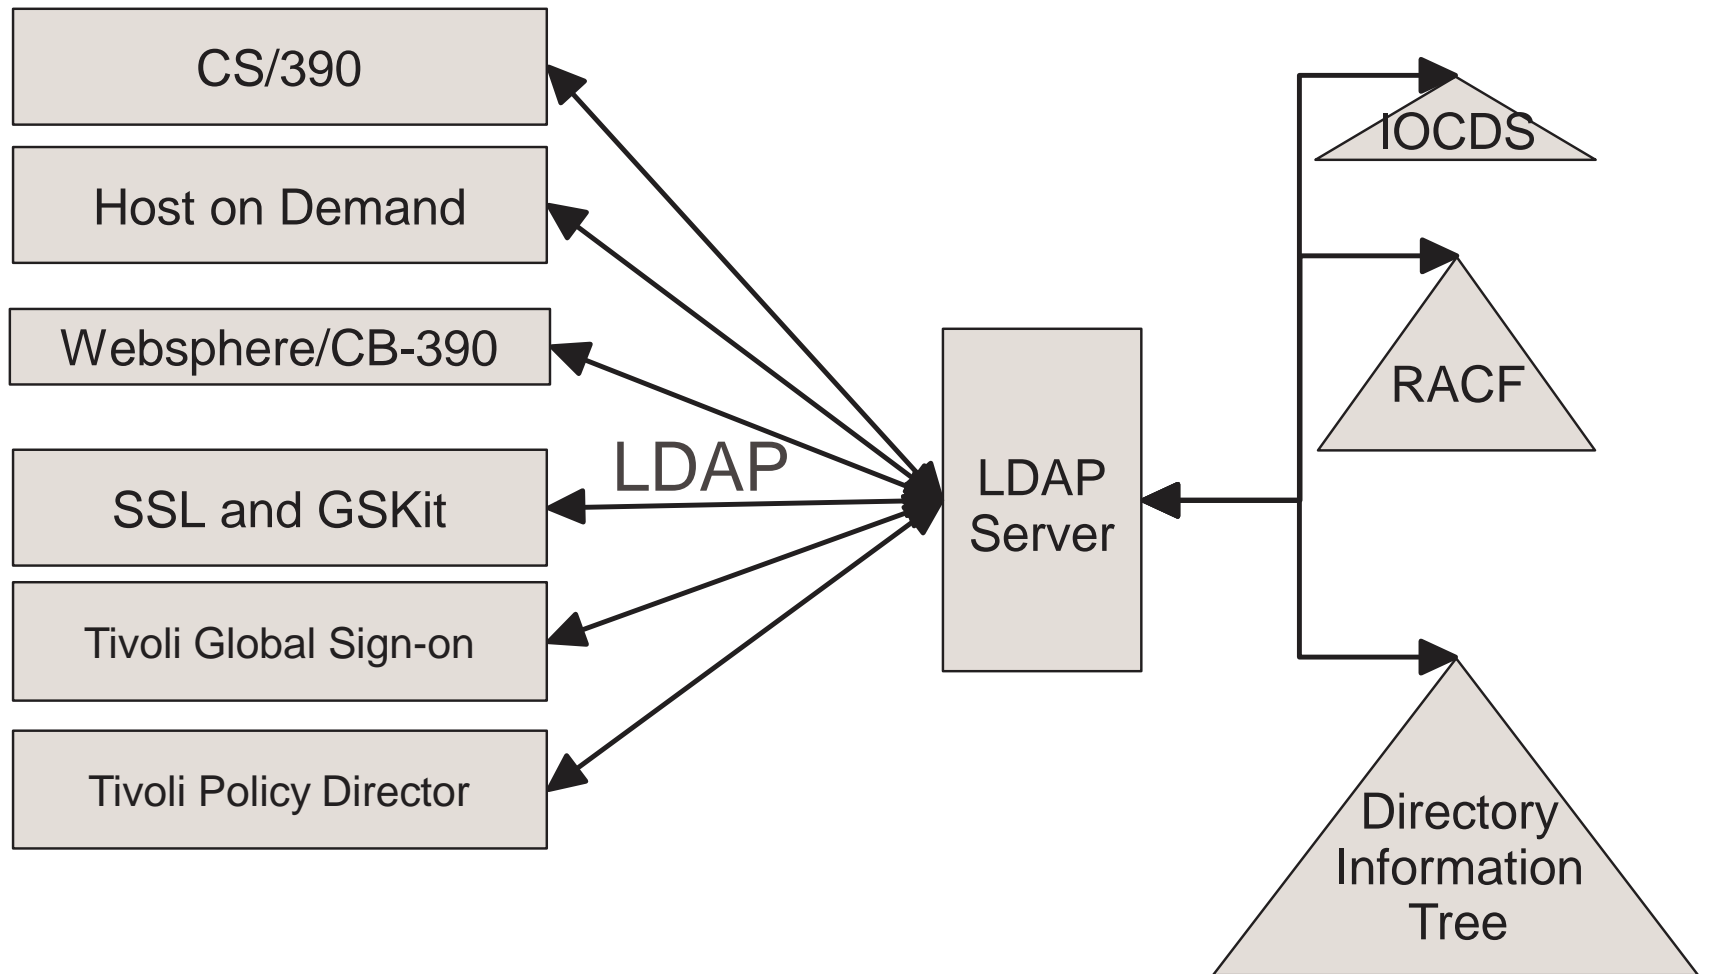 CS/390
Host on Demand
Websphere/CB-390
SSL and GSKit
Tivoli Global Sign-on
Tivoli Policy Director
LDAP
LDAP
Server
IOCDS
RACF
Directory
Information
Tree